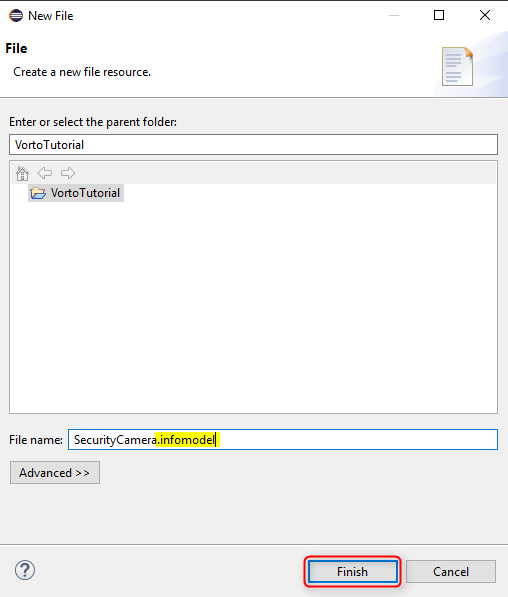 New File
File
Create a new file resource.
Enter or select the parent folder:
VortoTutorial
VortoTutorial
File name: SecurityCamera.infomodel
Advanced >>
? Finish Cancel